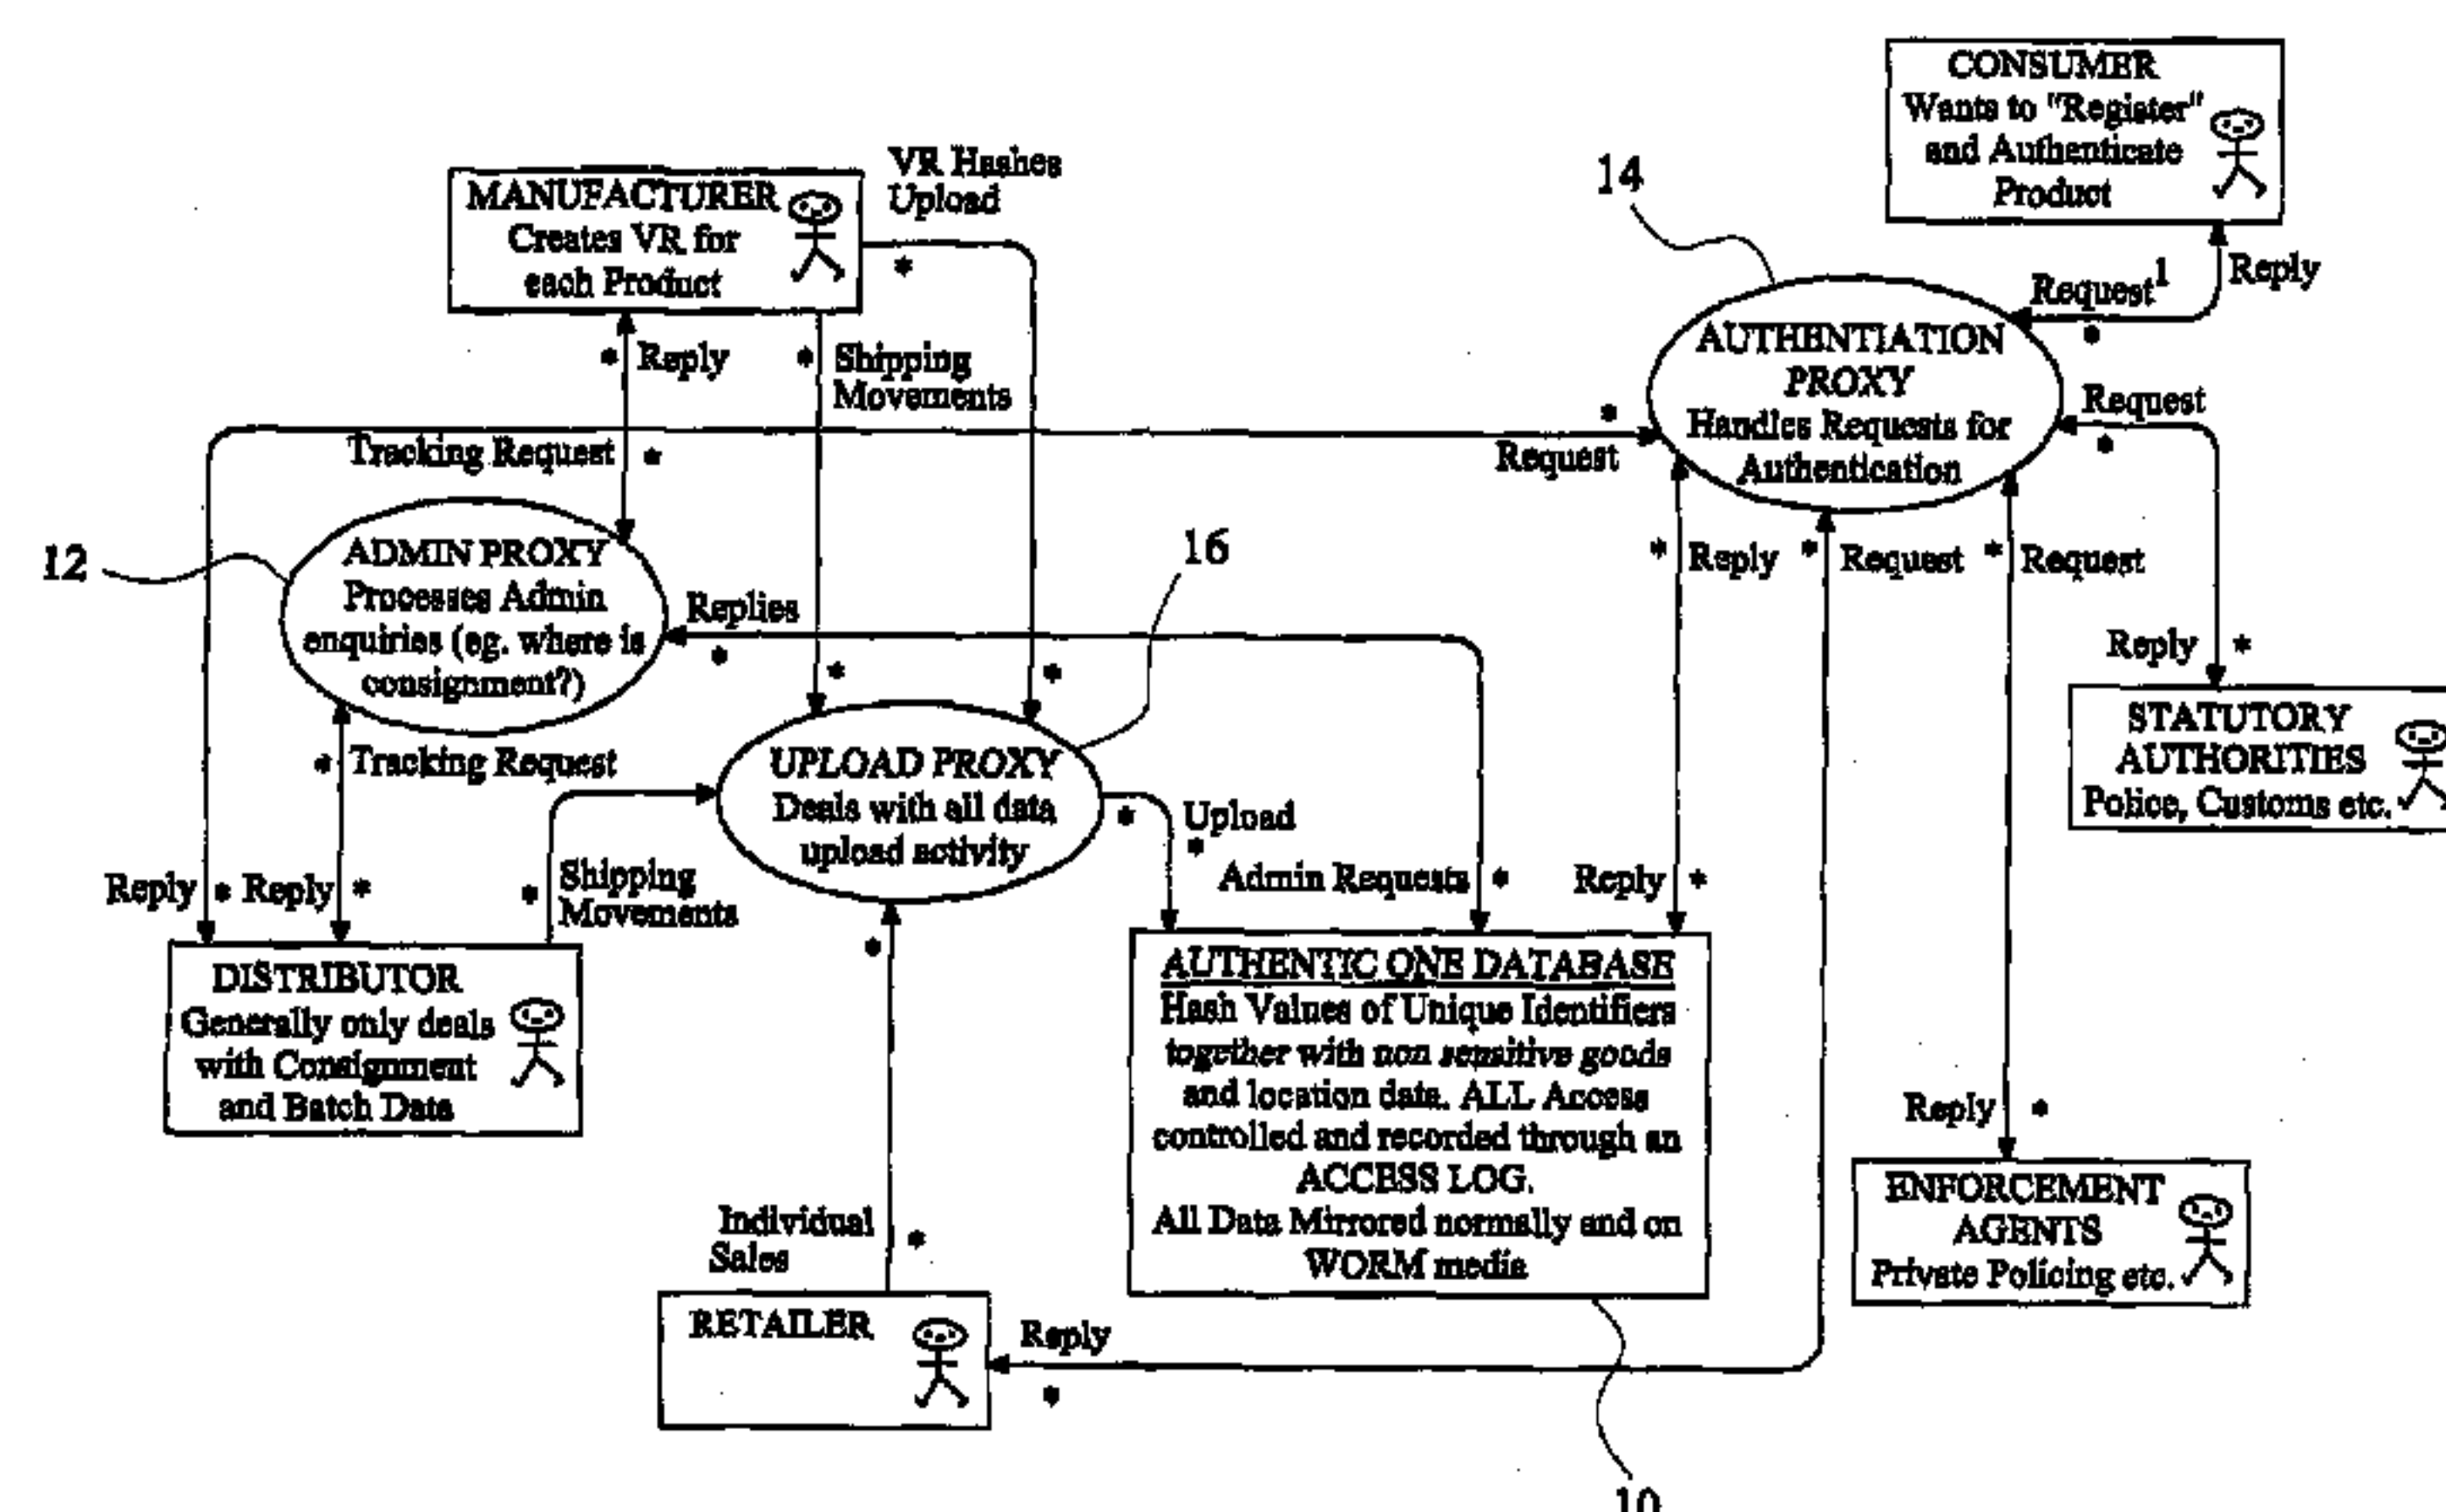 CONSUMER
Wants to "Register"
and Authenticate
Product
VR Hashes
Upload
14
MANUFACTURER
Creates VR for
each Product
*
Request1
Reply
*
AUTHENTIATION
PROXY
Handles Requests for
Authentication
* Reply
* Shipping
Movements
*
Request
Request
*
Tracking Request *
12
ADMIN PROXY
Processes Admin
enquiries (eg. where is
consignment?)
16
* Reply
* Request
* Request
Replies
*
*
*
Reply *
STATUTORY
AUTHORITIES
Police, Customs etc.
* Tracking Request
UPLOAD PROXY
Deals with all data
upload activity
* Upload
*
Reply *
Reply *
* Shipping
Movements
Admin Requests *
Reply *
*
DISTRIBUTOR
Generally only deals
with Consignment
and Batch Data
AUTHENTIC ONE DATABASE
Hash Values of Unique Identifiers
together with non sensitive goods
and location data. ALL Access
controlled and recorded through an
ACCESS LOG.
All Data Mirrored normally and on
WORM media
Reply *
ENFORCEMENT
AGENTS
Private Policing etc.
Individual
Sales
*
RETAILER
Reply
*
10